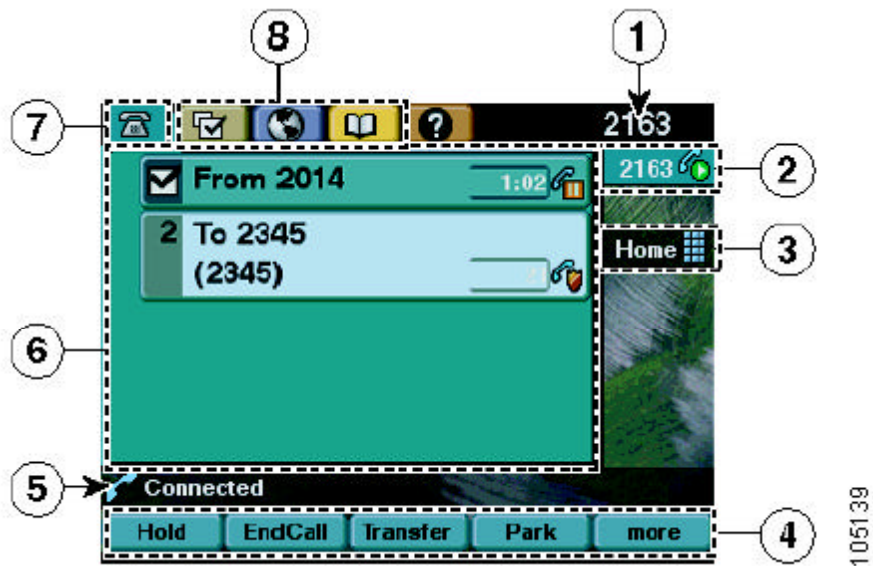 8
1
7
?
2163
2163
2
From 2014
1:02
2 To 2345
(2345)
Home
3
6
5
Connected
Hold EndCall Transfer Park more
4
105139